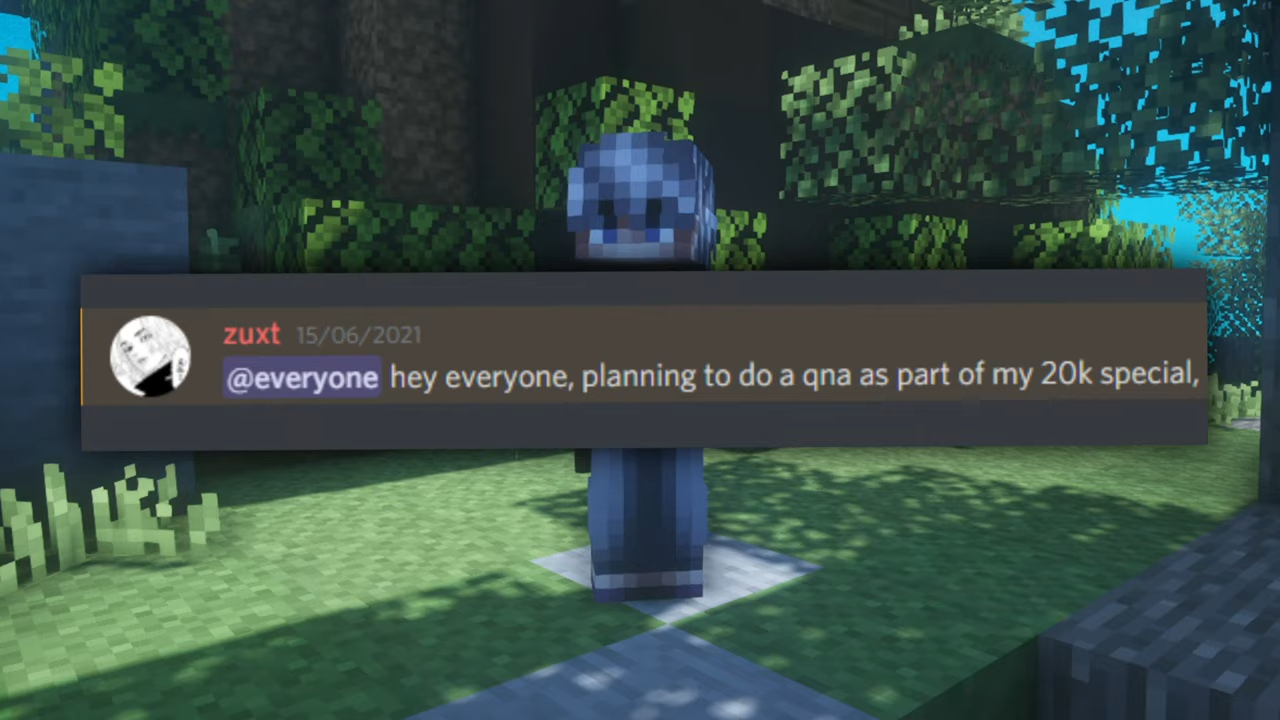 zuxt 15/06/2021
@everyone hey everyone, planning to do a qna as part of my 20k special,